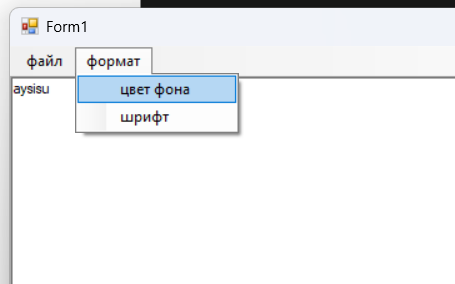 Form1
файл формат
aysisu
цвет фона
шрифт